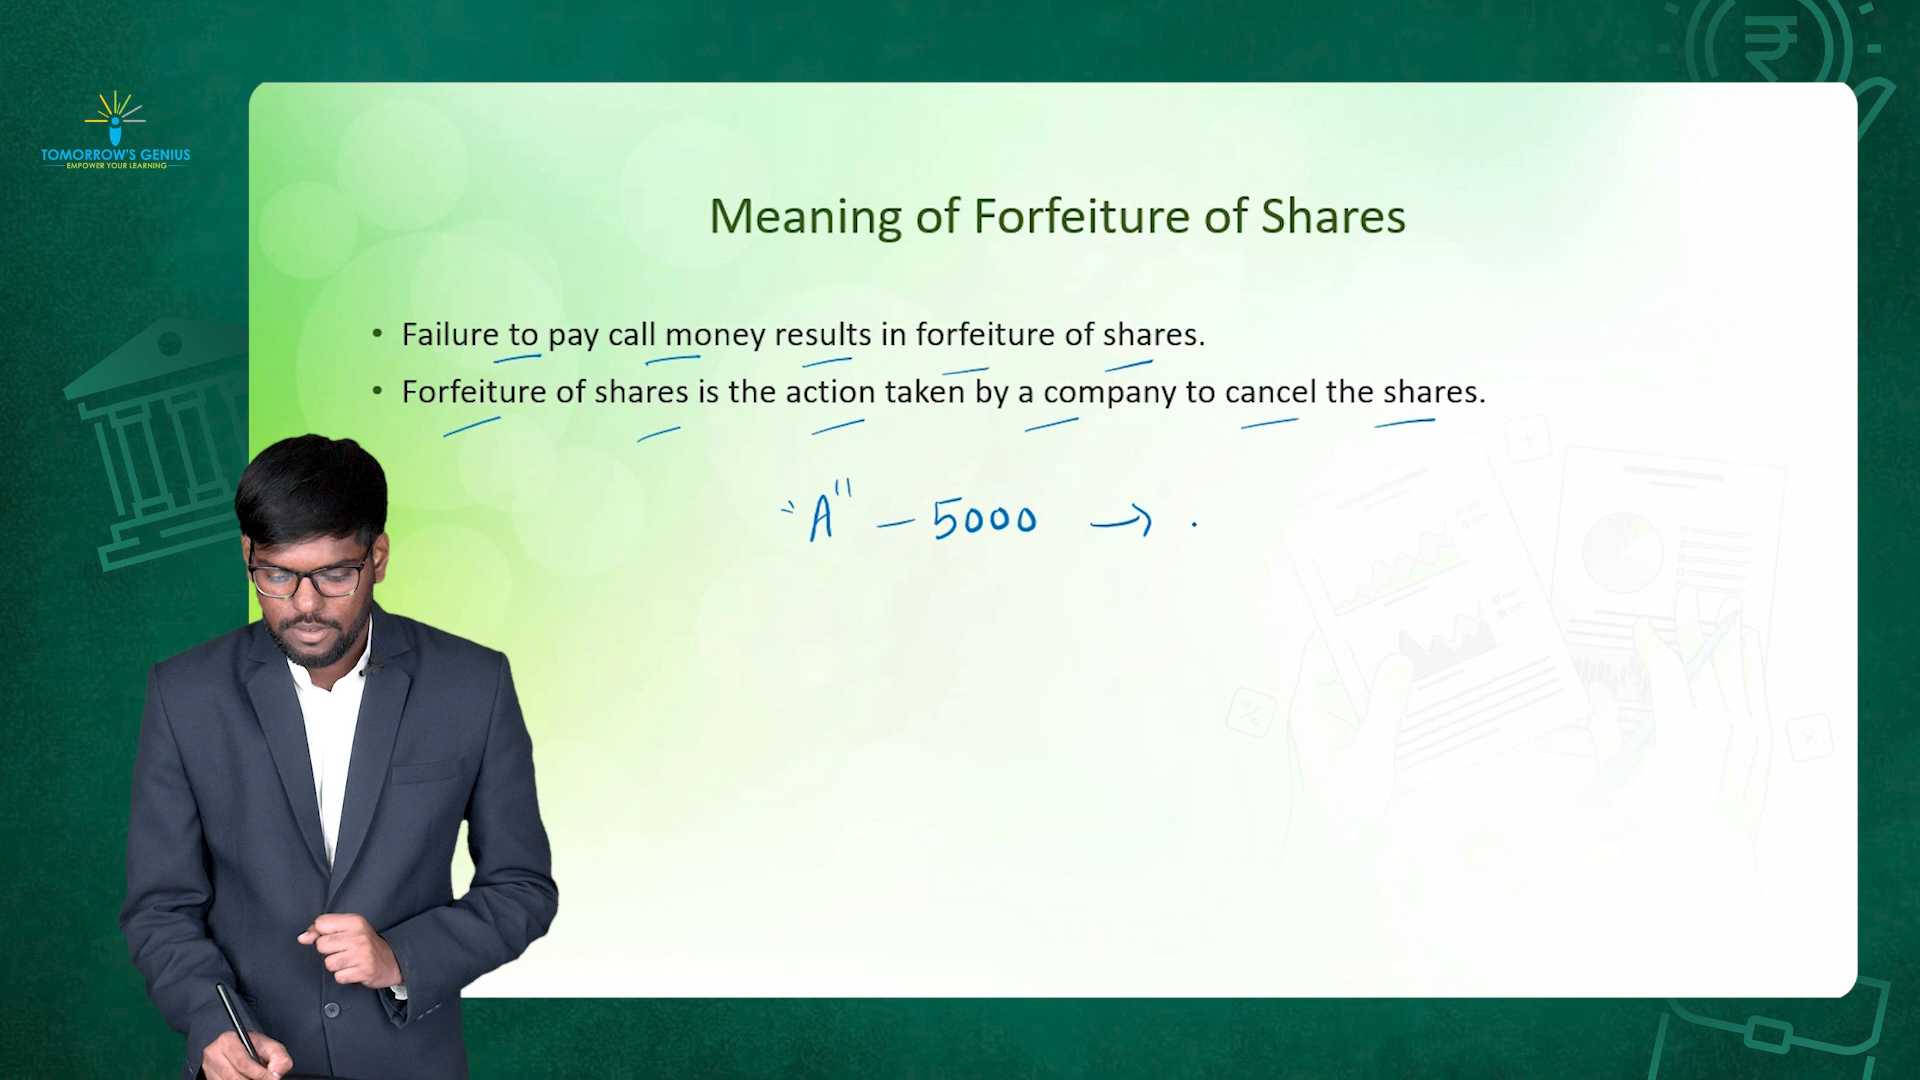 TOMORROW'S GENIUS
EMPOWER YOUR LEARNING
Meaning of Forfeiture of Shares
• Failure to pay call money results in forfeiture of shares.
• Forfeiture of shares is the action taken by a company to cancel the shares.
"A" — 5000 →